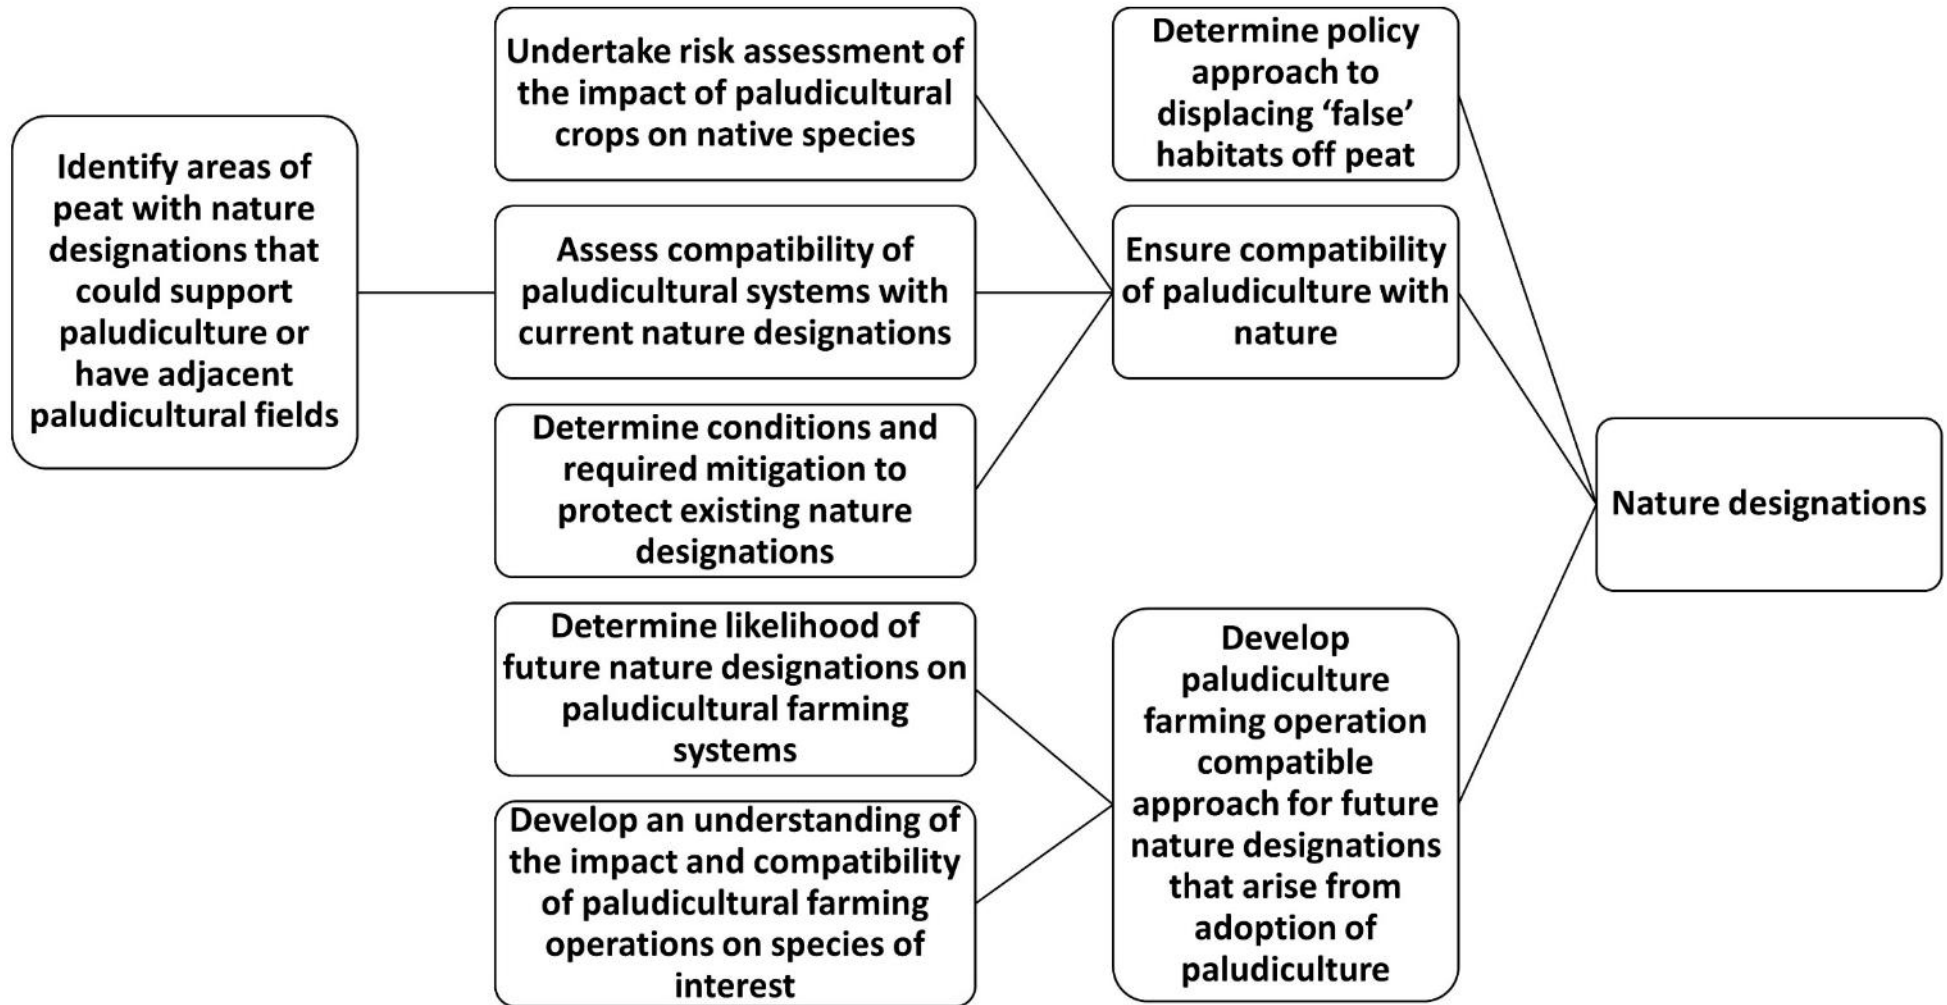 Identify areas of
peat with nature
designations that
could support
paludiculture or
have adjacent
paludicultural fields
Undertake risk assessment of
the impact of paludicultural
crops on native species
Assess compatibility of
paludicultural systems with
current nature designations
Determine conditions and
required mitigation to
protect existing nature
designations
Determine likelihood of
future nature designations on
paludicultural farming
systems
Develop an understanding of
the impact and compatibility
of paludicultural farming
operations on species of
interest
Determine policy
approach to
displacing ‘false’
habitats off peat
Ensure compatibility
of paludiculture with
nature
Develop
paludiculture
farming operation
compatible
approach for future
nature designations
that arise from
adoption of
paludiculture
Nature designations